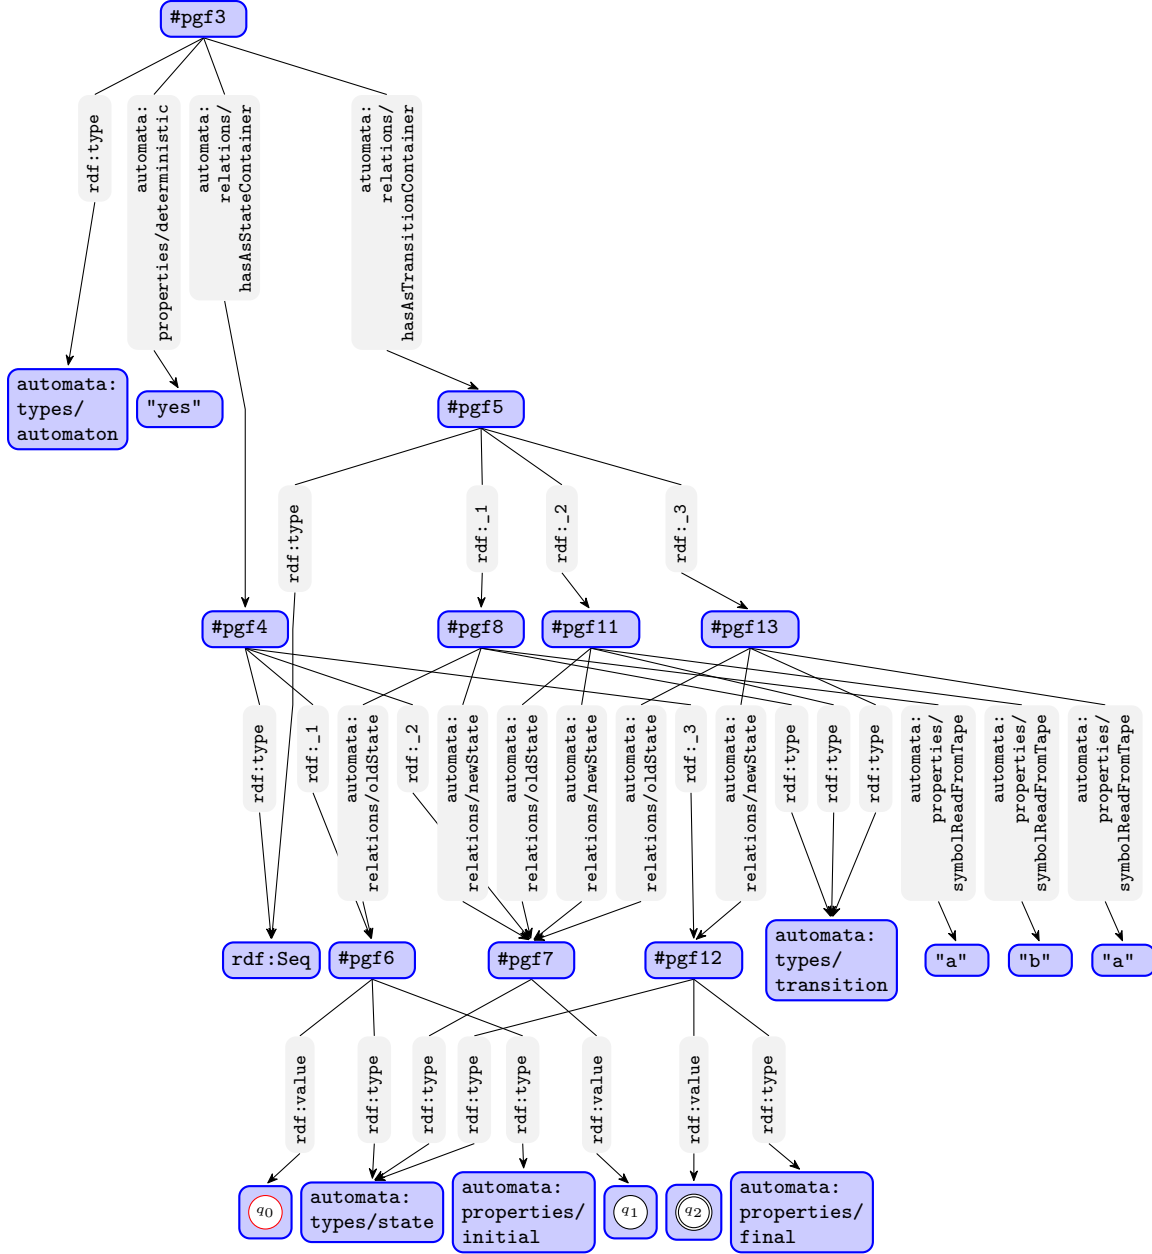 #pgf3
rdf:type
automata:
properties/deterministic
automata:
relations/
hasAsStateContainer
atuomata:
relations/
hasAsTransitionContainer
automata:
types/
automaton
"yes"
#pgf5
rdf:type
rdf:_1
rdf:_2
rdf:_3
#pgf4
#pgf8
#pgf11
#pgf13
rdf:type
rdf:_1
automata:
relations/oldState
rdf:_2
automata:
relations/newState
automata:
relations/oldState
automata:
relations/newState
automata:
relations/oldState
rdf:_3
automata:
relations/newState
rdf:type
rdf:type
rdf:type
automata:
properties/
symbolReadFromTape
automata:
properties/
symbolReadFromTape
automata:
properties/
symbolReadFromTape
rdf:Seq
#pgf6
#pgf7
#pgf12
automata:
types/
transition
"a"
"b"
"a"
rdf:value
rdf:type
rdf:type
rdf:type
rdf:type
rdf:value
rdf:value
rdf:type
q0
automata:
types/state
automata:
properties/
initial
q1
q2
automata:
properties/
final